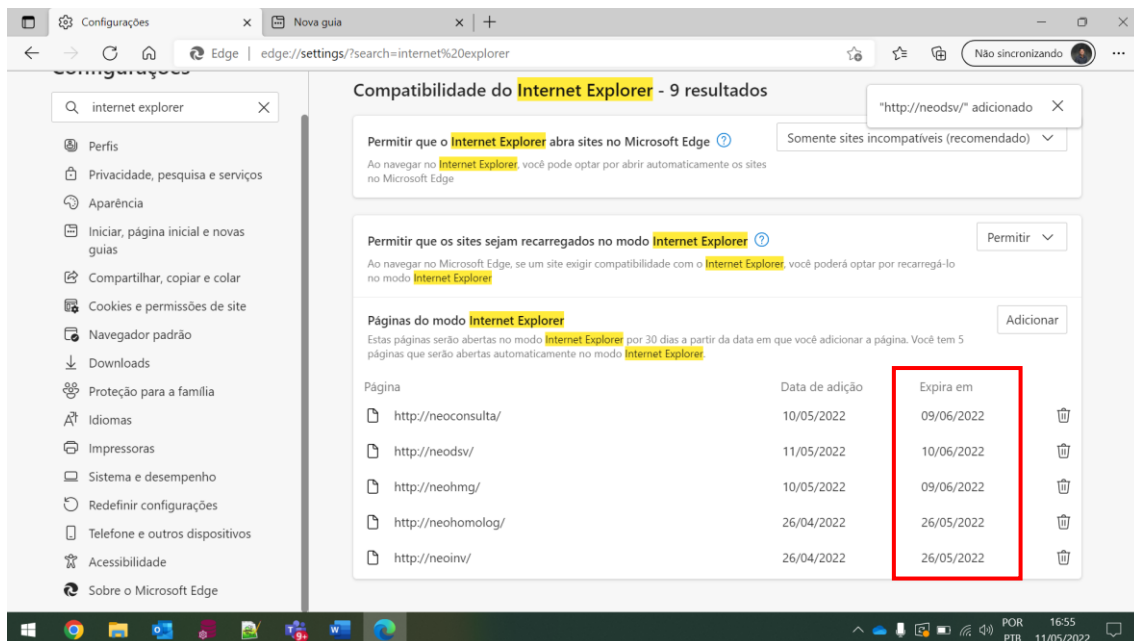 Configurações
Nova guia
Edge
edge://settings/?search=internet%20explorer
Não sincronizando
Configurações
internet explorer
Perfis
Privacidade, pesquisa e serviços
Aparência
Iniciar, página inicial e novas
guias
Compartilhar, copiar e colar
Cookies e permissões de site
Navegador padrão
Downloads
Proteção para a família
Idiomas
Impressoras
Sistema e desempenho
Redefinir configurações
Telefone e outros dispositivos
Acessibilidade
Sobre o Microsoft Edge
Compatibilidade do Internet Explorer - 9 resultados
"http://neodsv/" adicionado
Permitir que o Internet Explorer abra sites no Microsoft Edge
Somente sites incompatíveis (recomendado)
Ao navegar no Internet Explorer, você pode optar por abrir automaticamente os sites
no Microsoft Edge
Permitir que os sites sejam recarregados no modo Internet Explorer
Permitir
Ao navegar no Microsoft Edge, se um site exigir compatibilidade com o Internet Explorer, você poderá optar por recarregá-lo
no modo Internet Explorer
Páginas do modo Internet Explorer
Adicionar
Estas páginas serão abertas no modo Internet Explorer por 30 dias a partir da data em que você adicionar a página. Você tem 5
páginas que serão abertas automaticamente no modo Internet Explorer.
Página Data de adição Expira em
http://neoconsulta/ 10/05/2022 09/06/2022
http://neodsv/ 11/05/2022 10/06/2022
http://neohmg/ 10/05/2022 09/06/2022
http://neohomolog/ 26/04/2022 26/05/2022
http://neoinv/ 26/04/2022 26/05/2022
9+
POR
PTB
16:55
11/05/2022